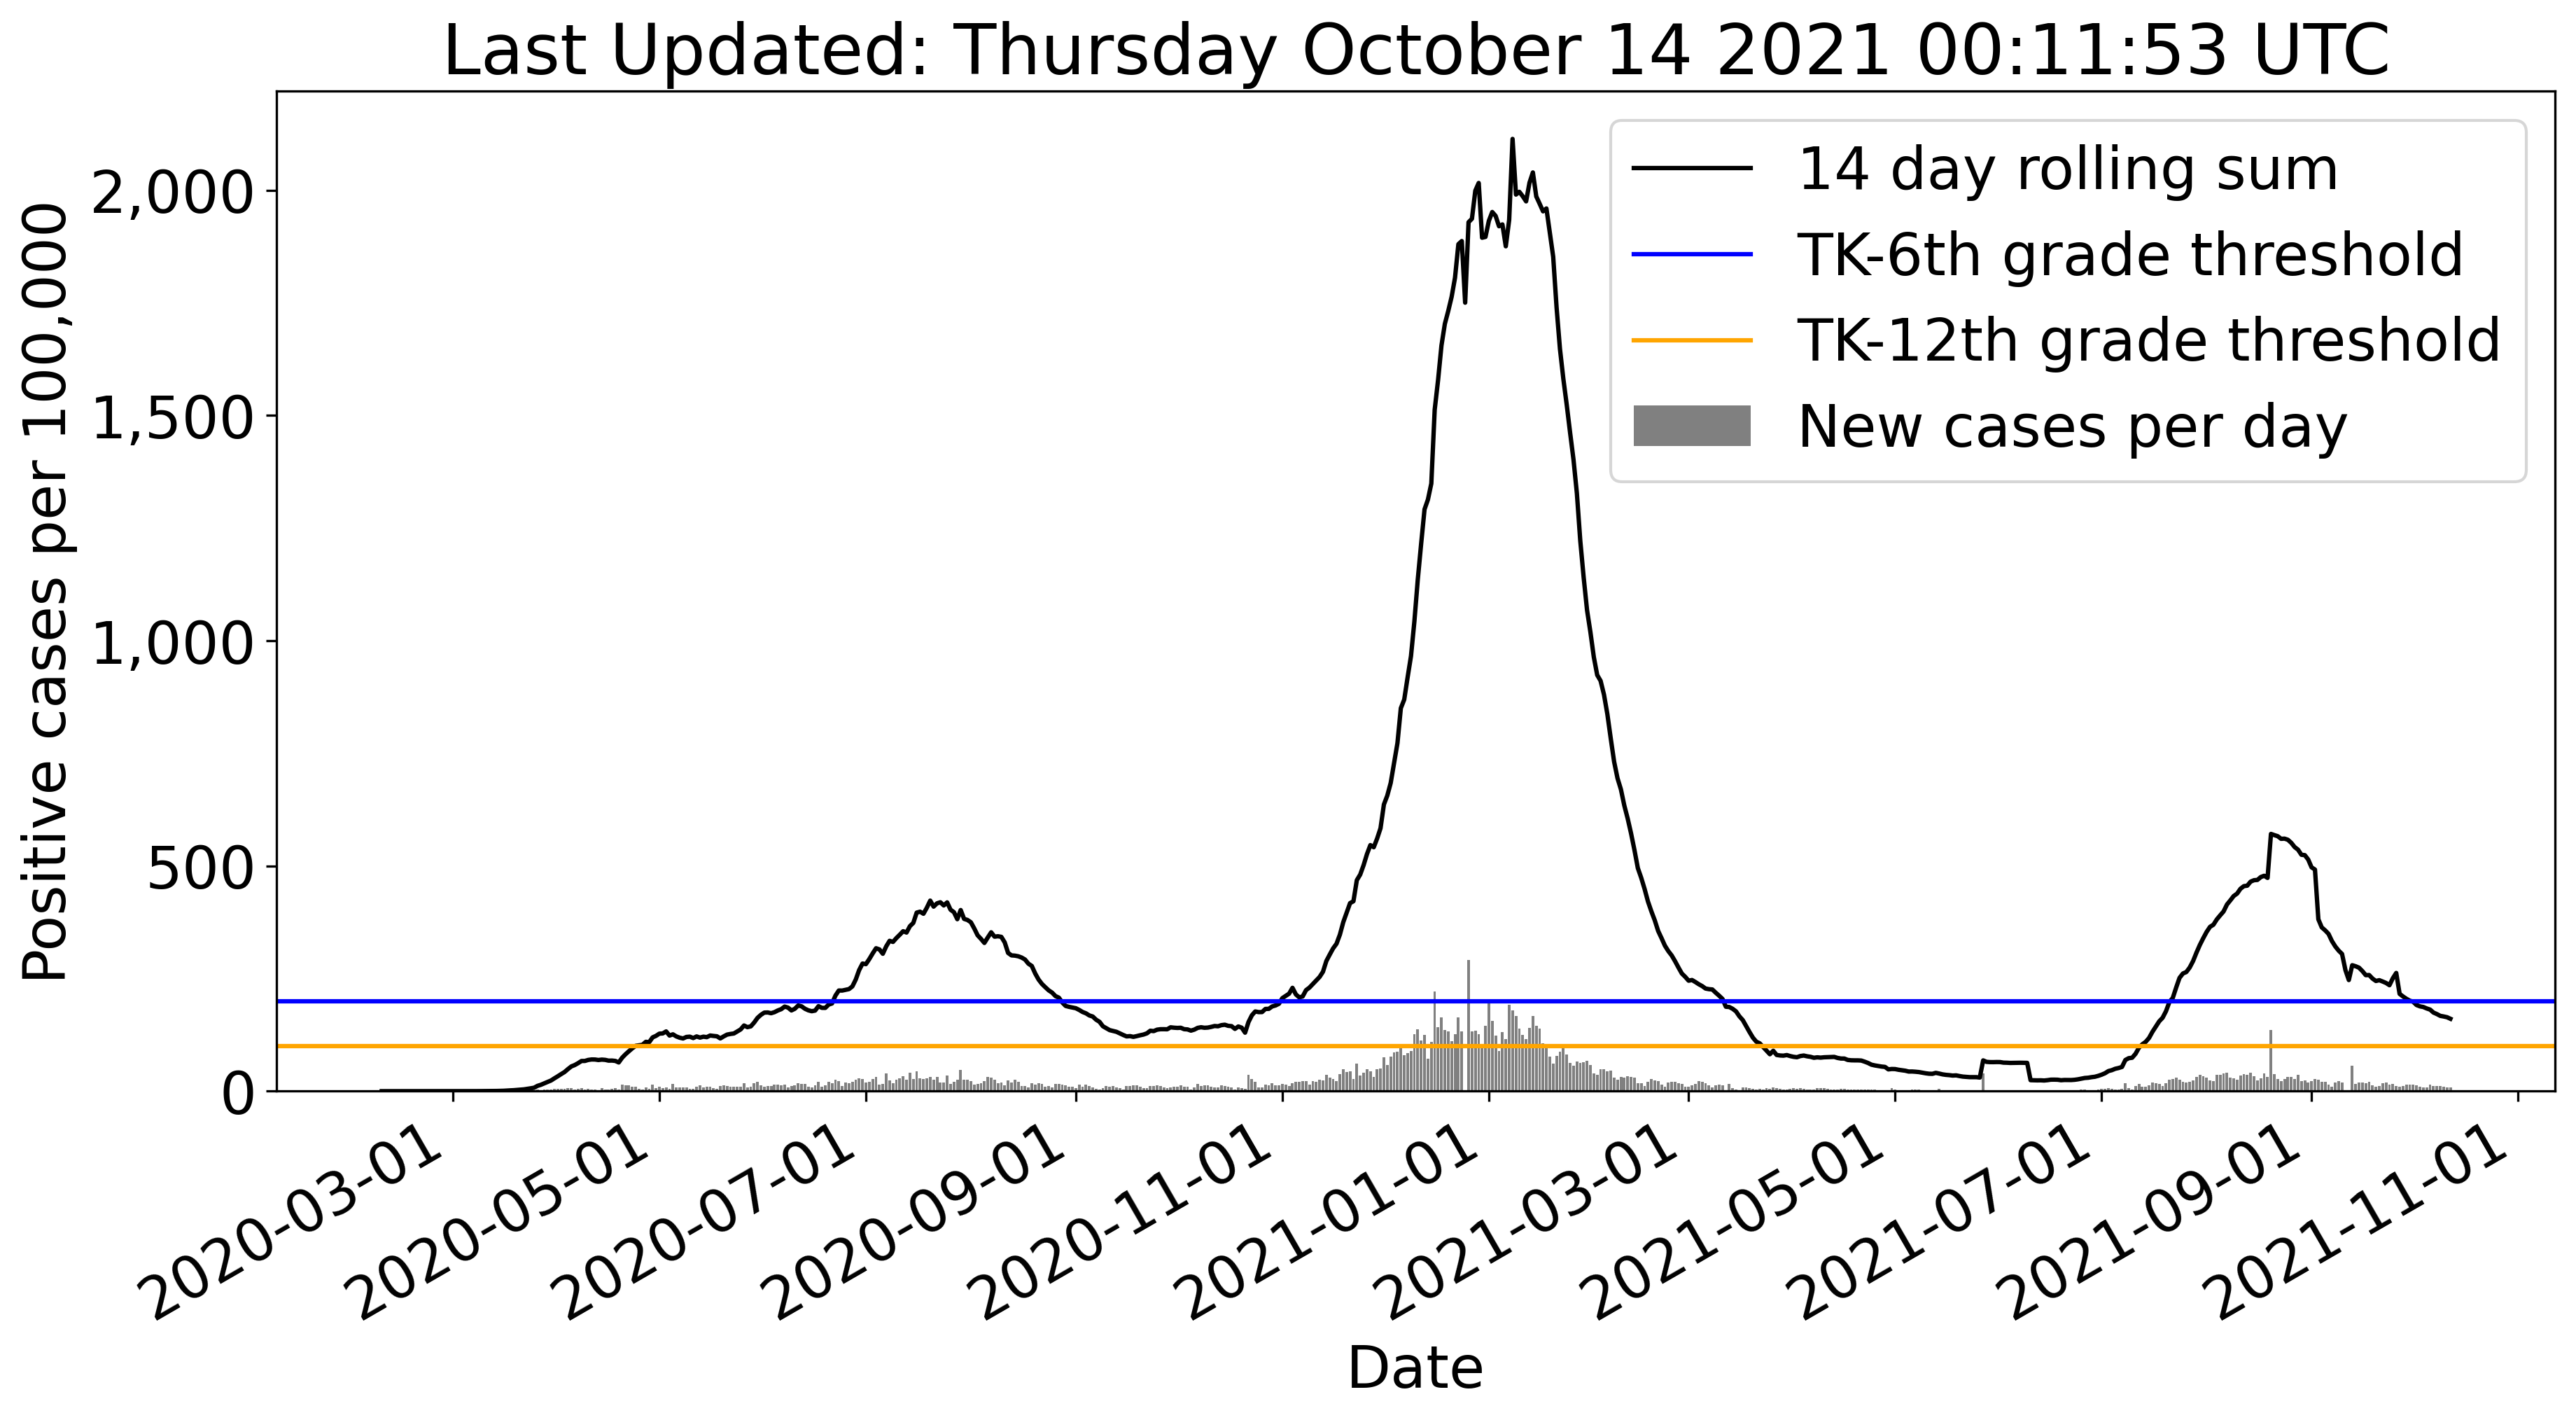 Last Updated: Thursday October 14 2021 00:11:53 UTC
Positive cases per 100,000
2,000
1,500
1,000
500
0
14 day rolling sum
TK-6th grade threshold
TK-12th grade threshold
New cases per day
2020-03-01
2020-05-01
2020-07-01
2020-09-01
2020-11-01
2021-01-01
2021-03-01
2021-05-01
2021-07-01
2021-09-01
2021-11-01
Date